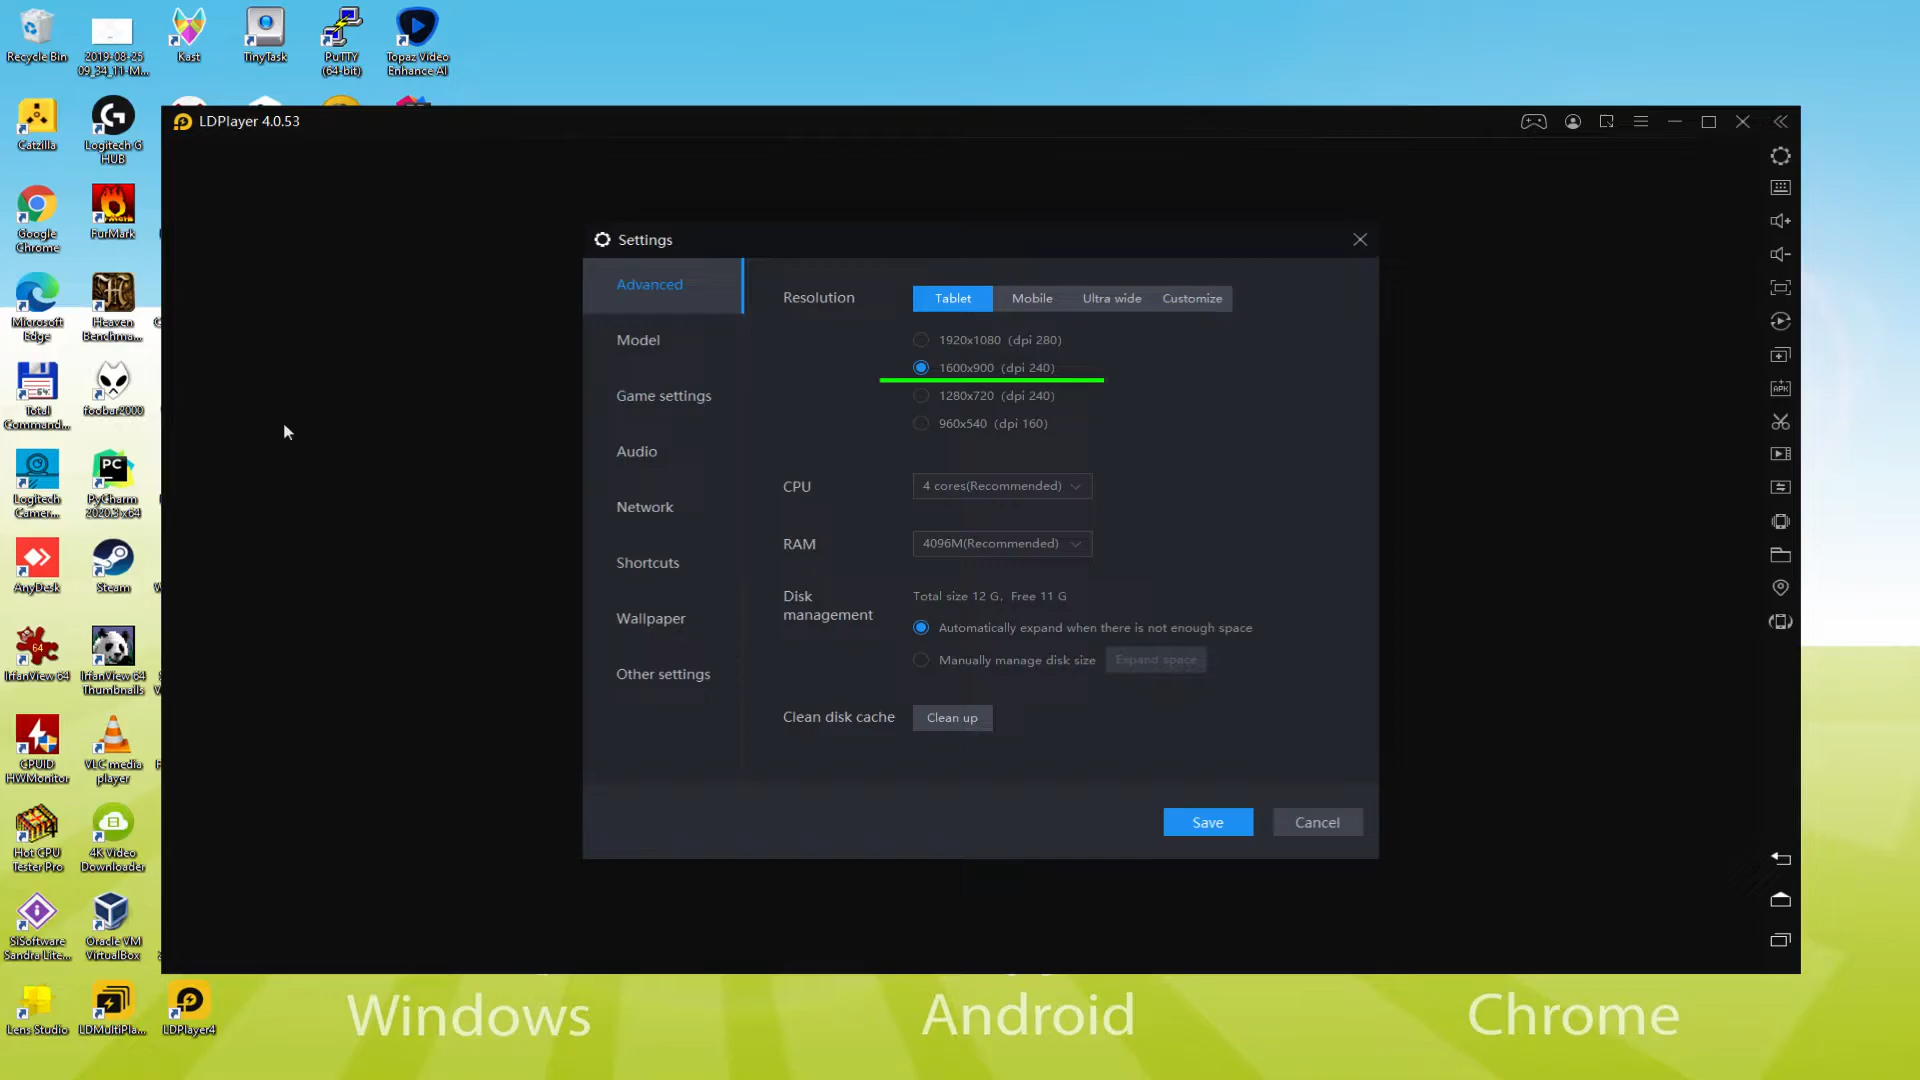 Recycle Bin
2019-08-25
09_34_11-M...
Kast
TinyTask
PuTTY
(64-bit)
Topaz Video
Enhance AI
Catzilla
Logitech G
HUB
Google
Chrome
FurMark
Microsoft
Edge
Heaven
Benchma...
Total
Command...
foobar2000
Logitech
Camer...
PyCharm
2020.3 x64
AnyDesk
Steam
IrfanView 64
IrfanView 64
Thumbnails
CPUID
HWMonitor
VLC media
player
Hot CPU
Tester Pro
4K Video
Downloader
SiSoftware
Sandra Lite...
Oracle VM
VirtualBox
Lens Studio
LDMultiPla...
LDPlayer4
LDPlayer 4.0.53
Settings
Advanced
Model
Game settings
Audio
Network
Shortcuts
Wallpaper
Other settings
Resolution
Tablet
Mobile
Ultra wide
Customize
1920x1080 (dpi 280)
1600x900 (dpi 240)
1280x720 (dpi 240)
960x540 (dpi 160)
CPU
4 cores(Recommended)
RAM
4096M(Recommended)
Disk
management
Total size 12 G, Free 11 G
Automatically expand when there is not enough space
Manually manage disk size
Expand space
Clean disk cache
Clean up
Save
Cancel
APK
Windows
Android
Chrome